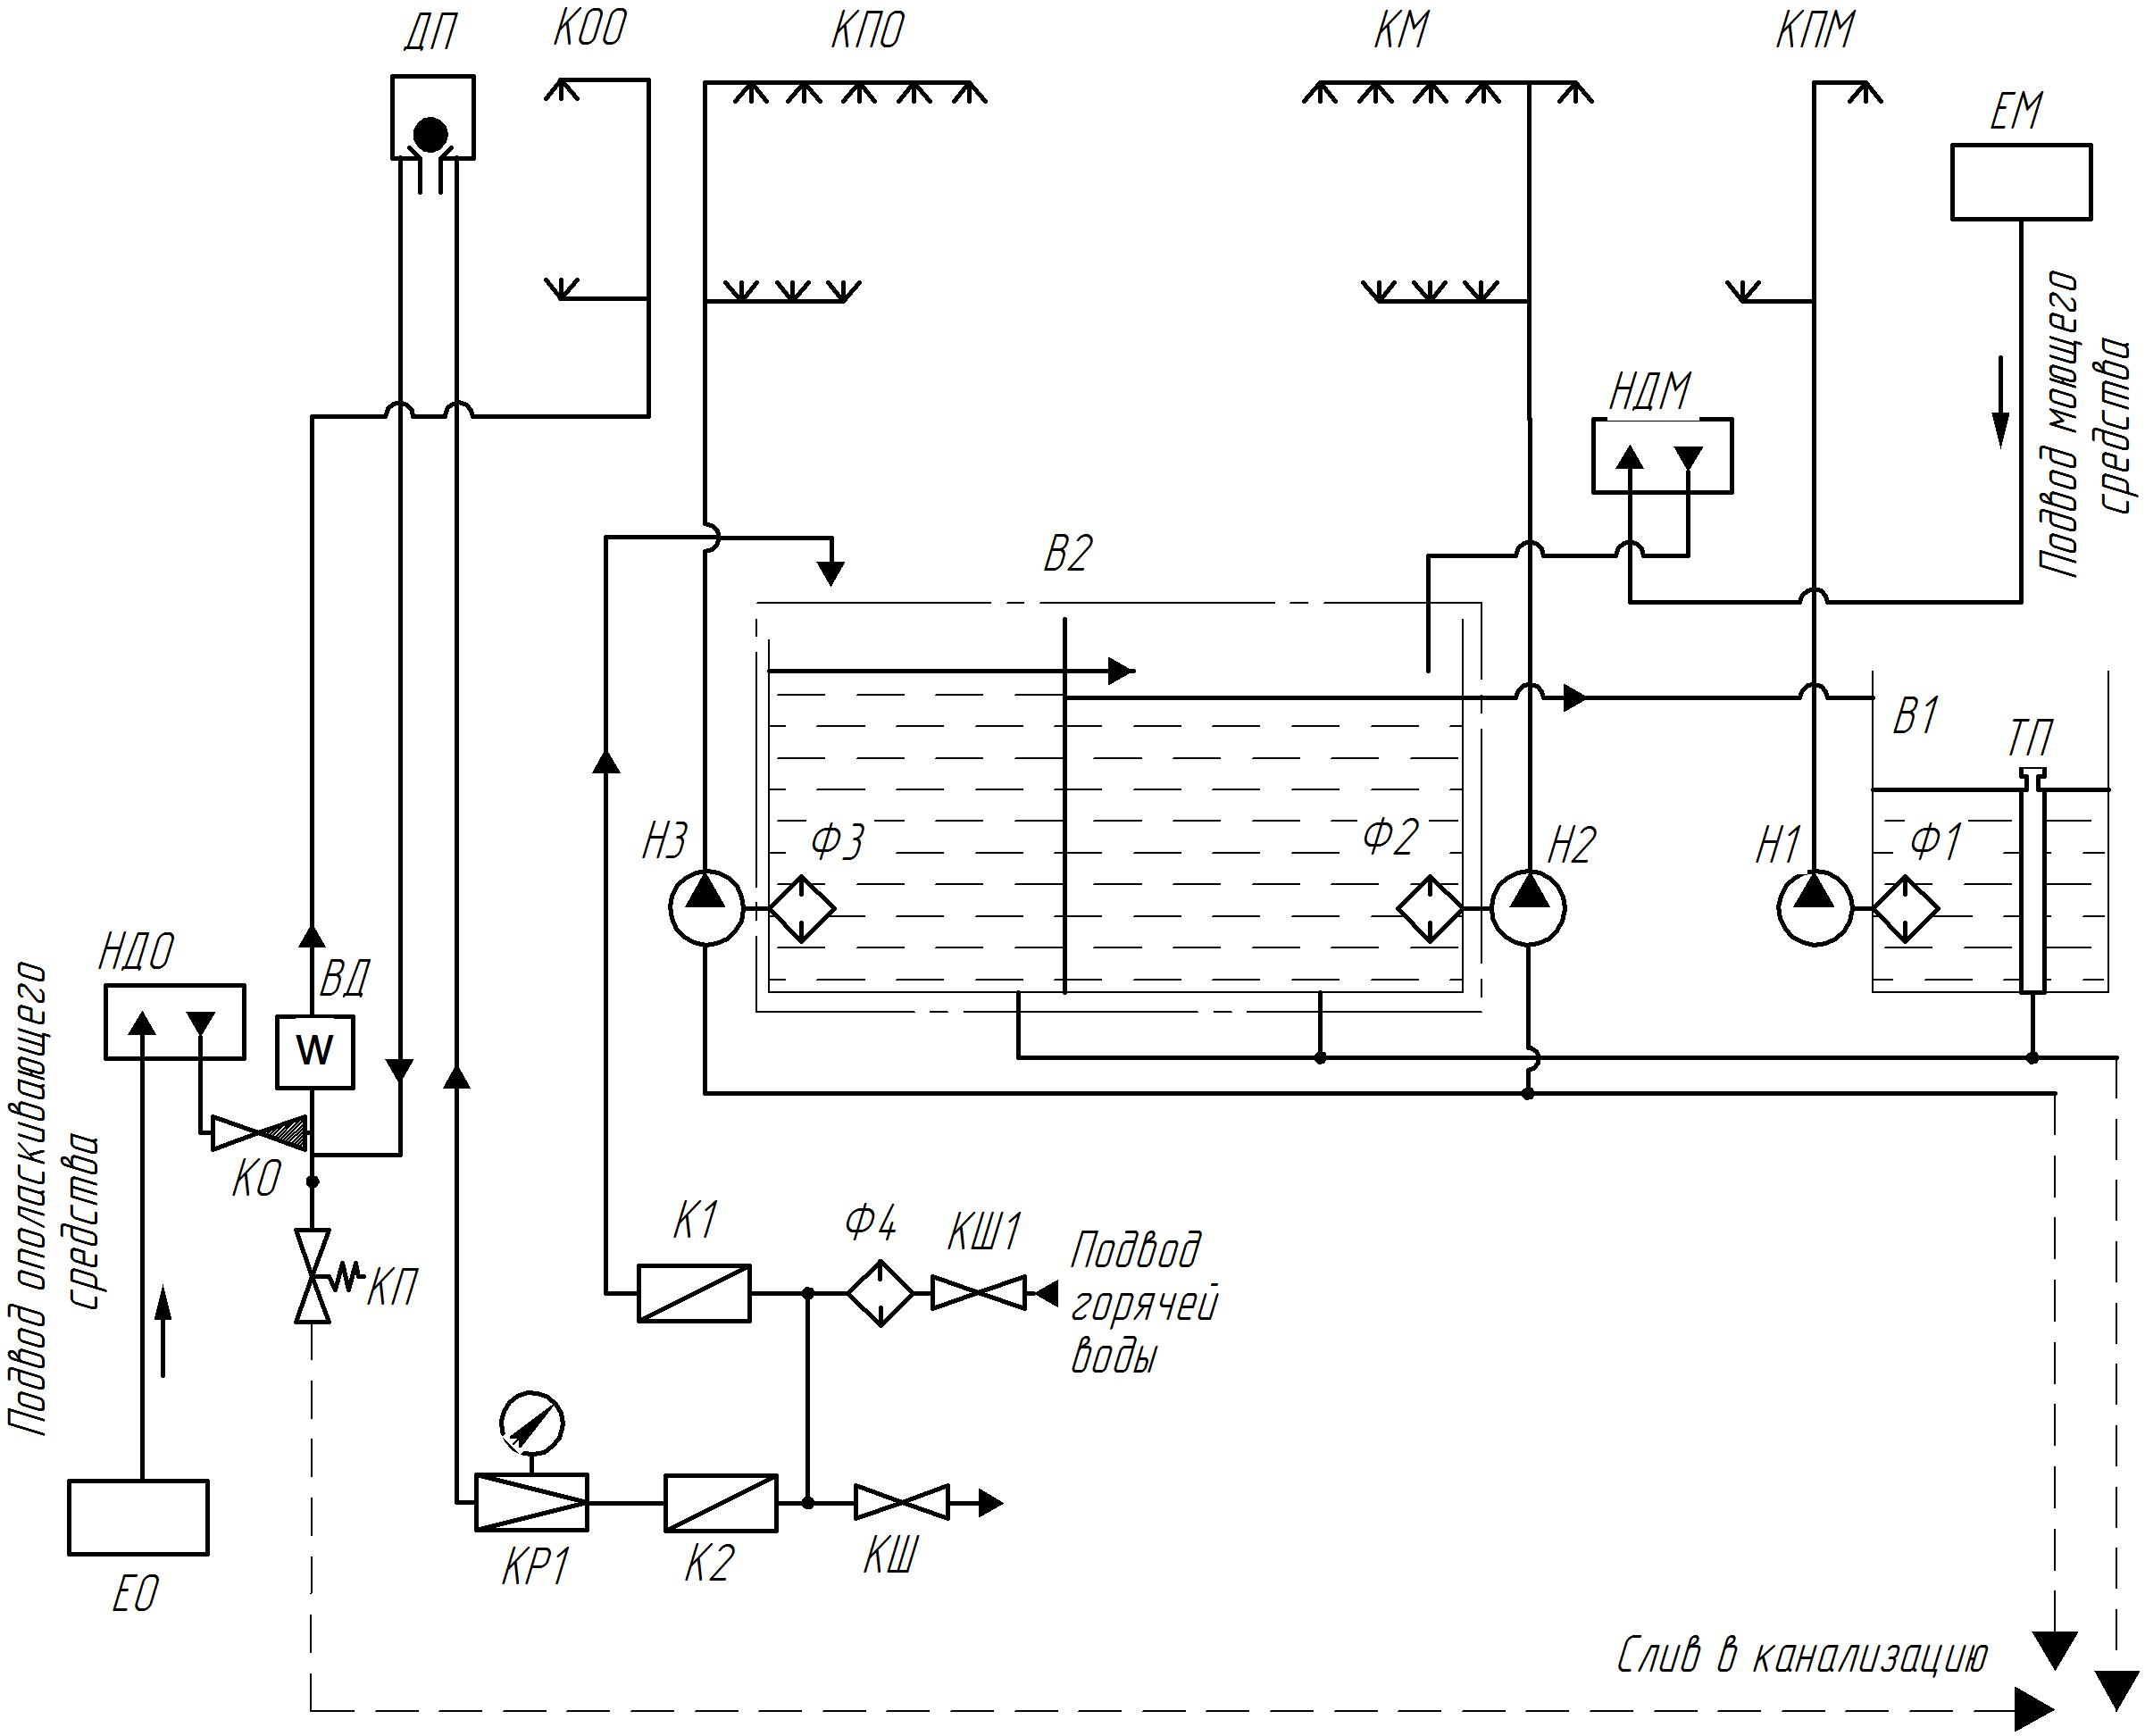 ДП
КОО
КПО
КМ
КПМ
ЕМ
Подвод моющего
средства
НДМ
В2
В1
ТП
Н3
Ф3
Ф2
Н2
Н1
Ф1
НДО
ВД
W
Подвод ополаскивающего
средства
КО
К1
Ф4
КШ1
Подвод
горячей
воды
КП
КР1
К2
КШ
ЕО
Слив в канализацию